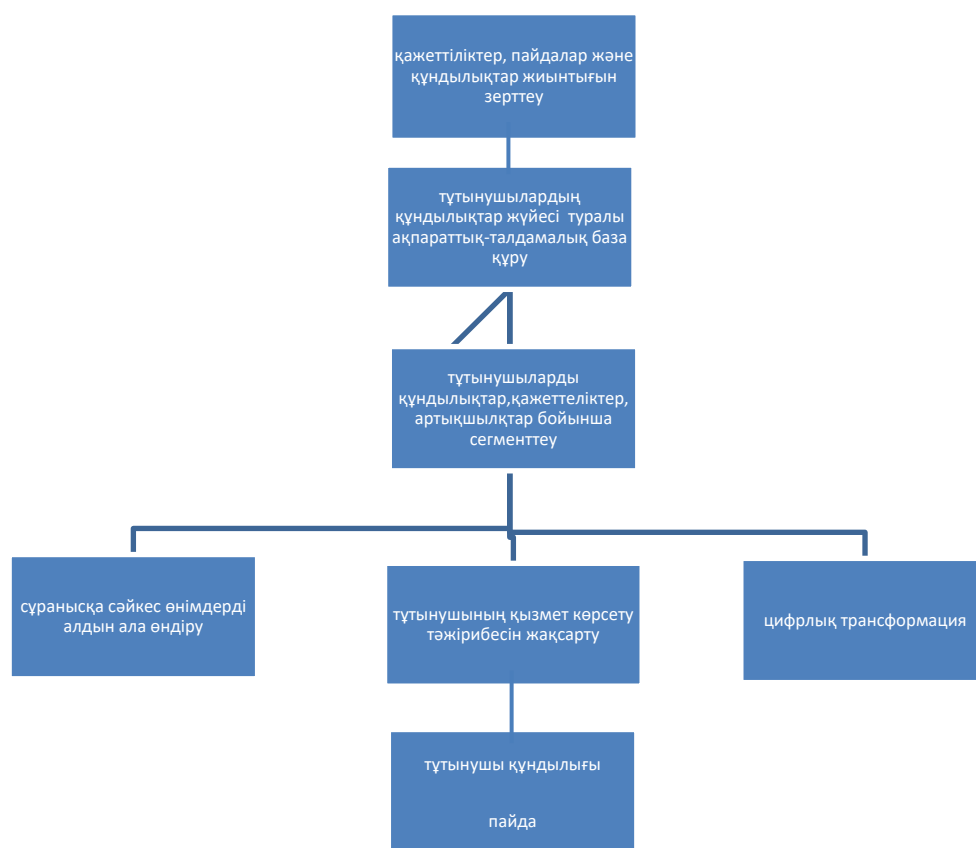 қажеттіліктер, пайдалар және
құндылықтар жиынтығын
зерттеу
тұтынушылардың
құндылықтар жүйесі туралы
ақпараттық-талдамалық база
құру
тұтынушыларды
құндылықтар,қажеттеліктер,
артықшылқтар бойынша
сегменттеу
сұранысқа сәйкес өнімдерді
алдын ала өндіру
тұтынушының қызмет көрсету
тәжірибесін жақсарту
цифрлық трансформация
тұтынушы құндылығы
пайда